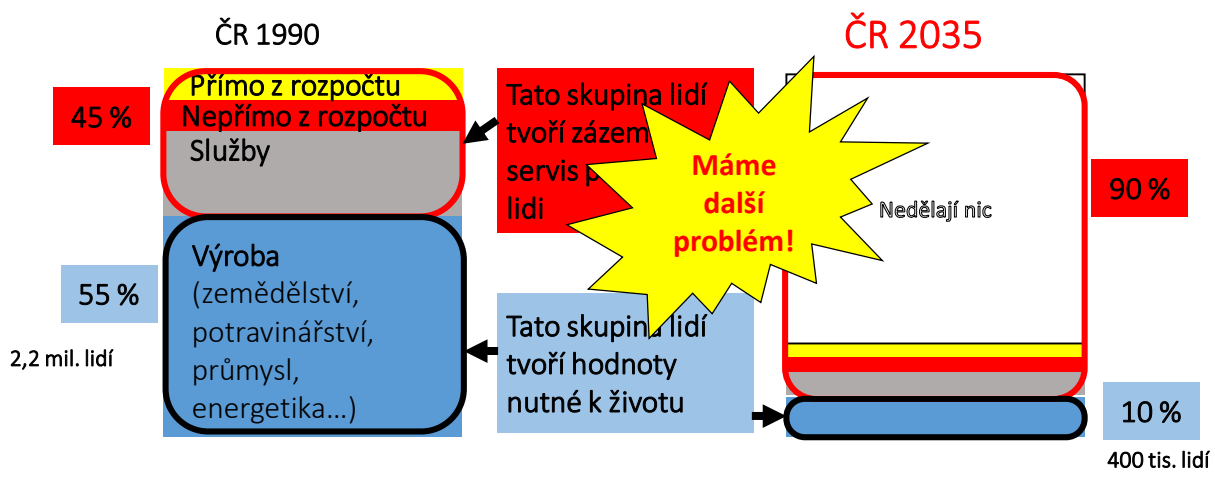 ČR 1990
ČR 2035
Přímo z rozpočtu
Nepřímo z rozpočtu
Služby
45 %
Tato skupina lidí
tvoří zázem
servis p
lidi
Máme
další
problém!
Nedělají nic
90 %
Výroba
(zemědělství,
potravinářství,
průmysl,
energetika...)
55 %
2,2 mil. lidí
Tato skupina lidí
tvoří hodnoty
nutné k životu
10 %
400 tis. lidí